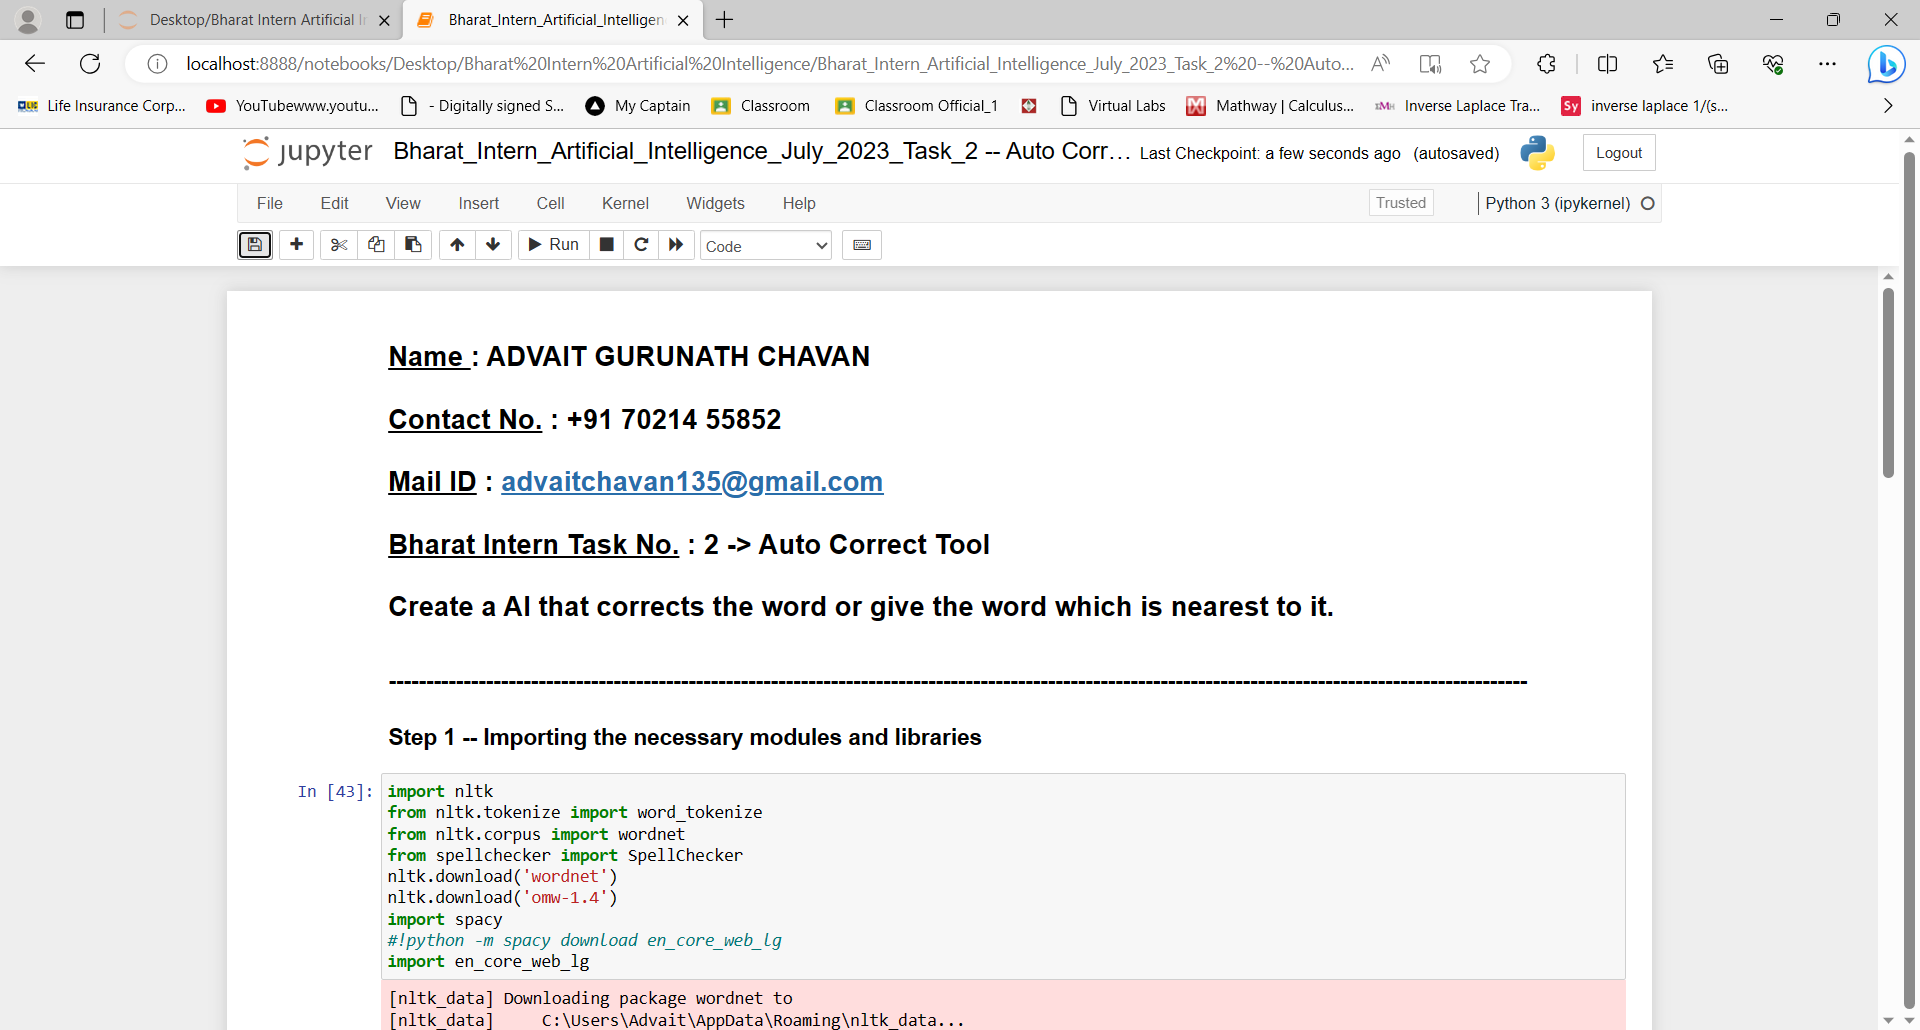 Desktop/Bharat Intern Artificial I
Bharat_Intern_Artificial_Intelligen
localhost:8888/notebooks/Desktop/Bharat%20Intern%20Artificial%20Intelligence/Bharat_Intern_Artificial_Intelligence_July_2023_Task_2%20--%20Auto...
Life Insurance Corp... YouTubewww.youtu... - Digitally signed S... My Captain Classroom Classroom Official_1 Virtual Labs Mathway | Calculus... Inverse Laplace Tra... Sy inverse laplace 1/(s...
jupyter Bharat_Intern_Artificial_Intelligence_July_2023_Task_2 -- Auto Corr... Last Checkpoint: a few seconds ago (autosaved) Logout
File Edit View Insert Cell Kernel Widgets Help Trusted Python 3 (ipykernel)
Run Code
Name : ADVAIT GURUNATH CHAVAN
Contact No. : +91 70214 55852
Mail ID : advaitchavan135@gmail.com
Bharat Intern Task No. : 2 -> Auto Correct Tool
Create a AI that corrects the word or give the word which is nearest to it.
Step 1 -- Importing the necessary modules and libraries
In [43]: import nltk
from nltk.tokenize import word_tokenize
from nltk.corpus import wordnet
from spellchecker import SpellChecker
nltk.download('wordnet')
nltk.download('omw-1.4')
import spacy
#!python -m spacy download en_core_web_lg
import en_core_web_lg
[nltk_data] Downloading package wordnet to
[nltk_data]     C:\Users\Advait\AppData\Roaming\nltk_data...